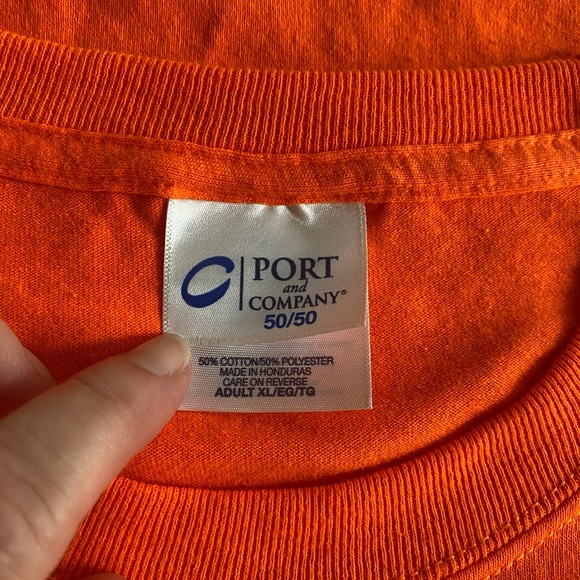 PORT
and
COMPANY®
50/50
50% COTTON/50% POLYESTER
MADE IN HONDURAS
CARE ON REVERSE
ADULT XL/EG/TG